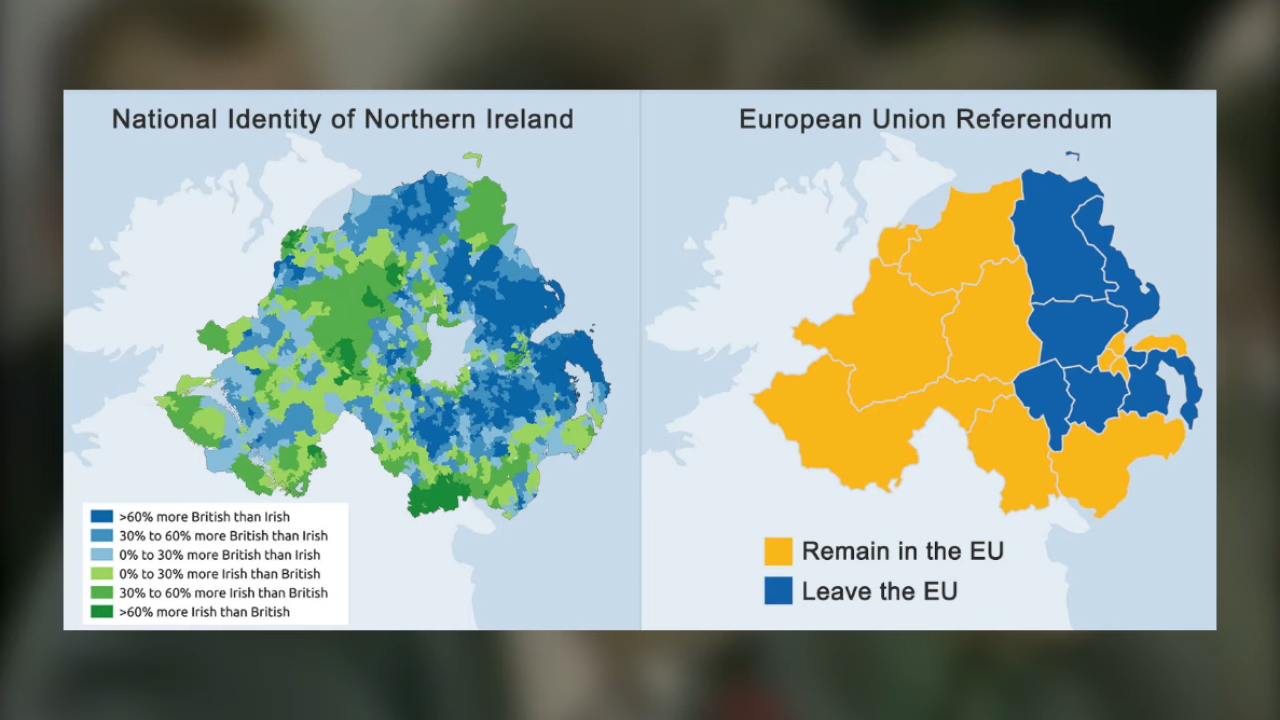 National Identity of Northern Ireland
>60% more British than Irish
30% to 60% more British than Irish
0% to 30% more British than Irish
0% to 30% more Irish than British
30% to 60% more Irish than British
>60% more Irish than British
European Union Referendum
Remain in the EU
Leave the EU